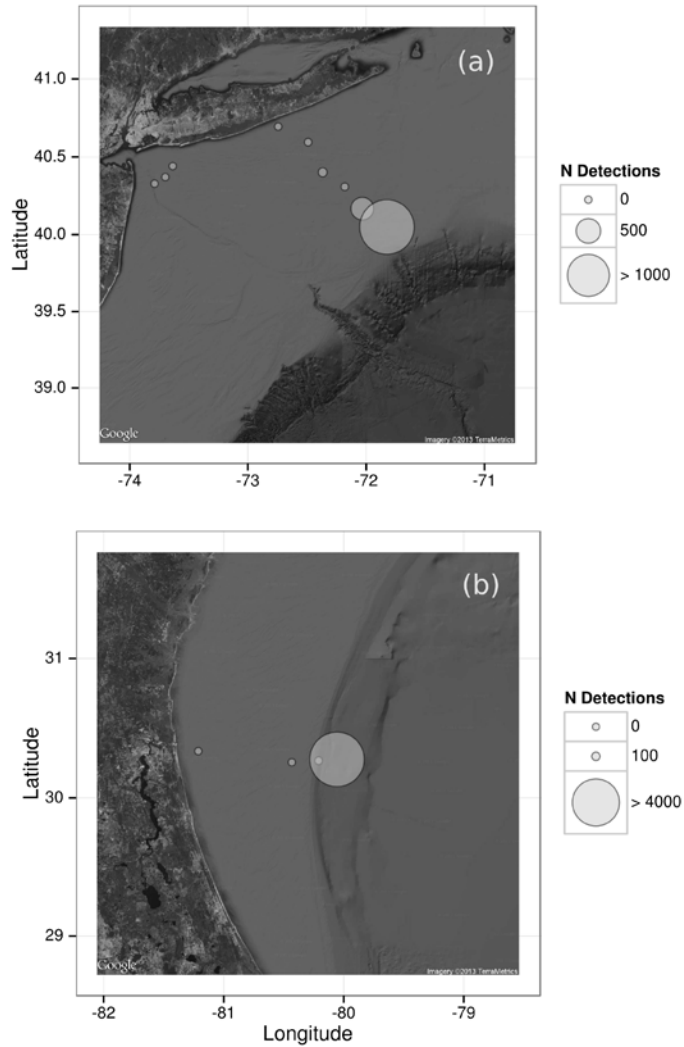 (a)
41.0
40.5
40.0
39.5
39.0
Latitude
Google
Imagery ©2013 TerraMetrics
-74
-73
-72
-71
N Detections
0
500
> 1000
(b)
31
30
29
Latitude
Google
Imagery ©2013 TerraMetrics
-82
-81
-80
-79
Longitude
N Detections
0
100
> 4000